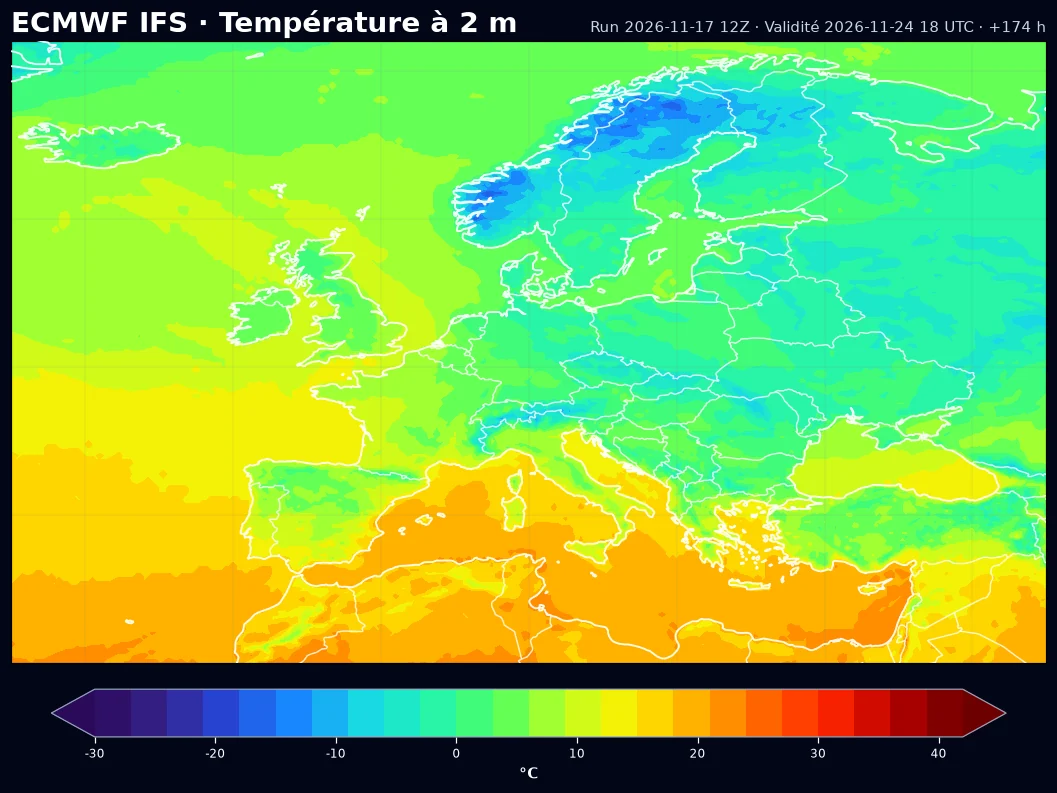 ECMWF IFS · Température à 2 m
Run 2026-11-17 12Z · Validité 2026-11-24 18 UTC · +174 h
-30 -20 -10 0 10 20 30 40
°C